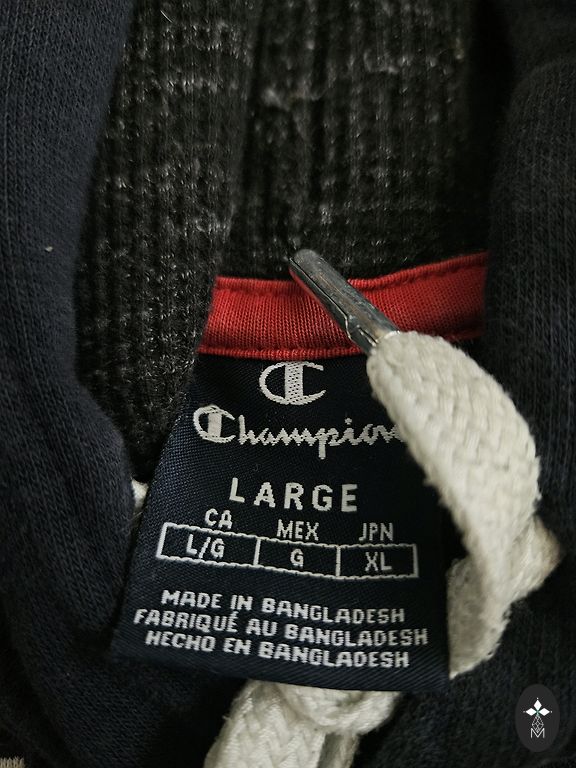 C
Champion
LARGE
CA MEX JPN
L/G G XL
MADE IN BANGLADESH
FABRIQUÉ AU BANGLADESH
HECHO EN BANGLADESH
M